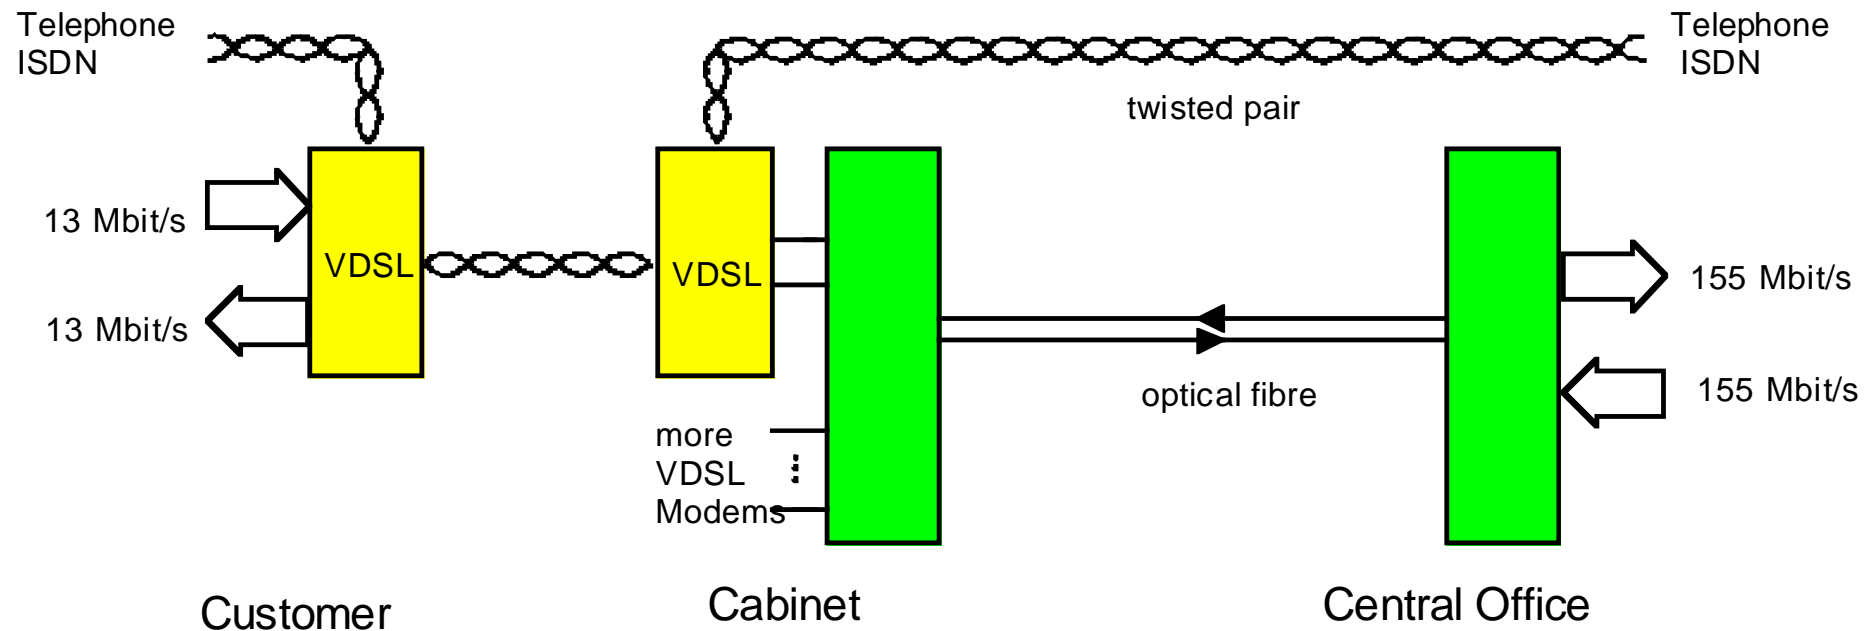 Telephone
ISDN
Telephone
ISDN
twisted pair
13 Mbit/s
VDSL
VDSL
155 Mbit/s
13 Mbit/s
optical fibre
155 Mbit/s
more
VDSL
Modems
Customer
Cabinet
Central Office